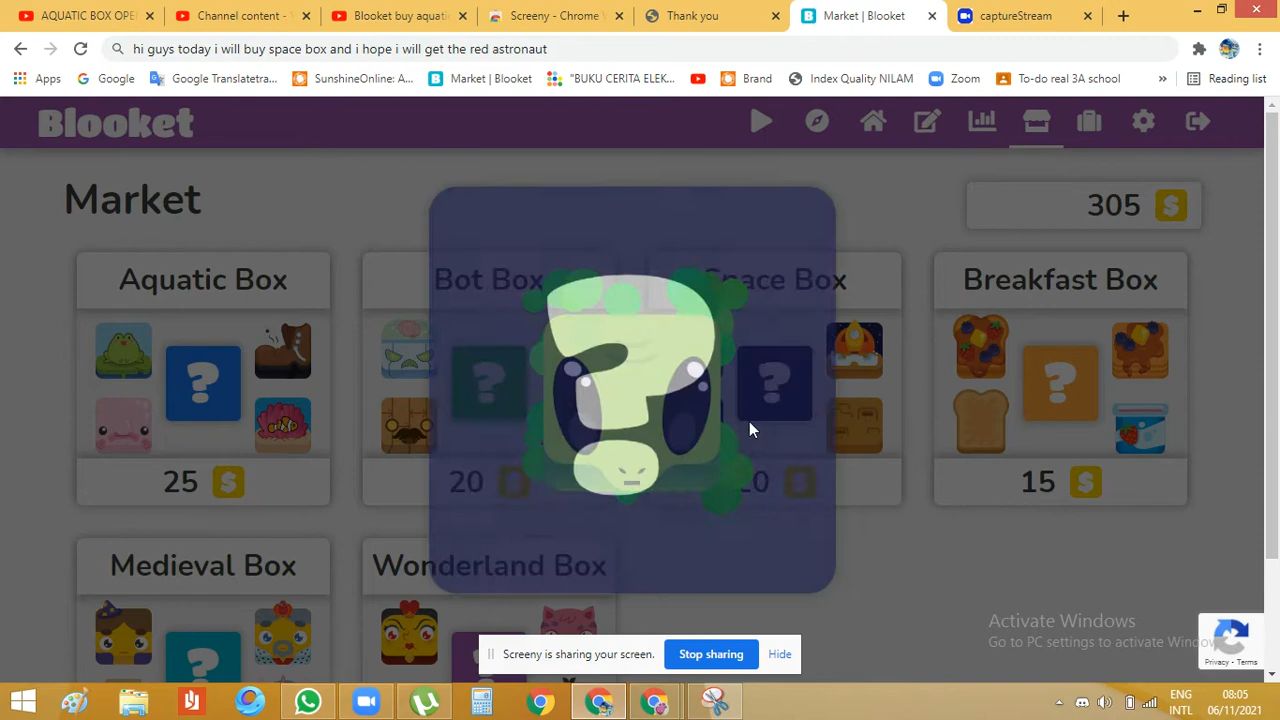 AQUATIC BOX OPE
Channel content -
Blooket buy aquati
Screeny - Chrome
Thank you
Market | Blooket
captureStream
hi guys today i will buy space box and i hope i will get the red astronaut
Apps
Google
Google Translatetra...
SunshineOnline: A...
Market | Blooket
"BUKU CERITA ELEK...
Brand
Index Quality NILAM
Zoom
To-do real 3A school
»
Reading list
Blooket
Market
305
Aquatic Box
Bot Box
Space Box
Breakfast Box
?
?
?
?
?
25
20
20
15
Medieval Box
Wonderland Box
?
Activate Windows
Go to PC settings to activate Windows
Screeny is sharing your screen.
Stop sharing
Hide
Privacy - Terms
ENG
INTL
08:05
06/11/2021